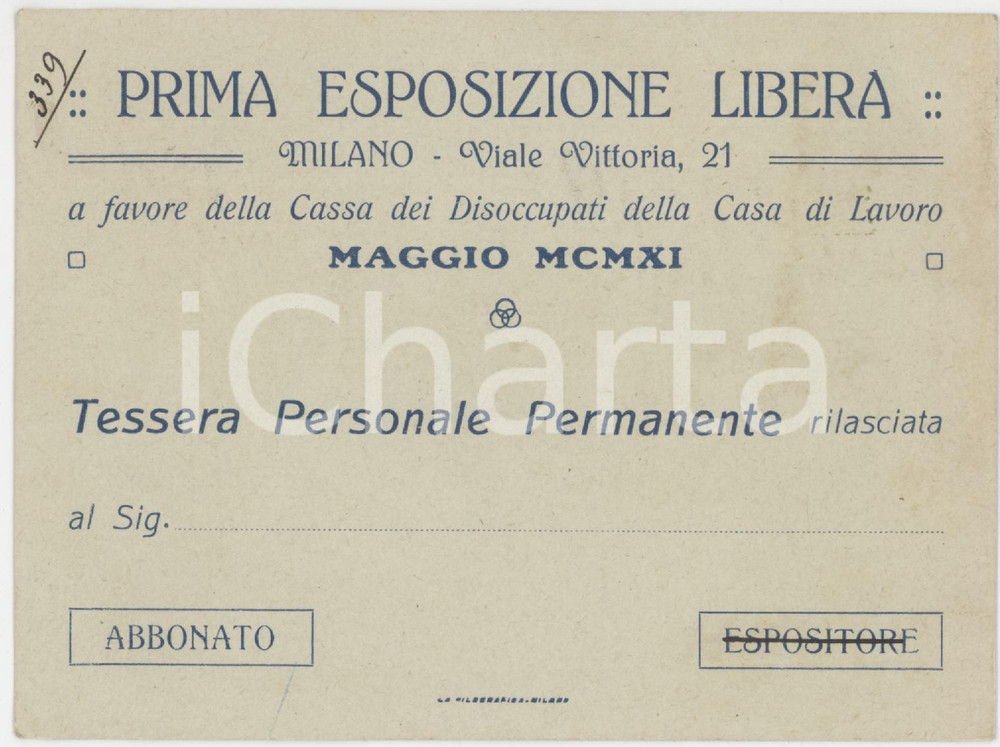 339
:: PRIMA ESPOSIZIONE LIBERA ::
MILANO - Viale Vittoria, 21
a favore della Cassa dei Disoccupati della Casa di Lavoro
MAGGIO MCMXI
iCharta
Tessera Personale Permanente rilasciata
al Sig.
ABBONATO
ESPOSITORE